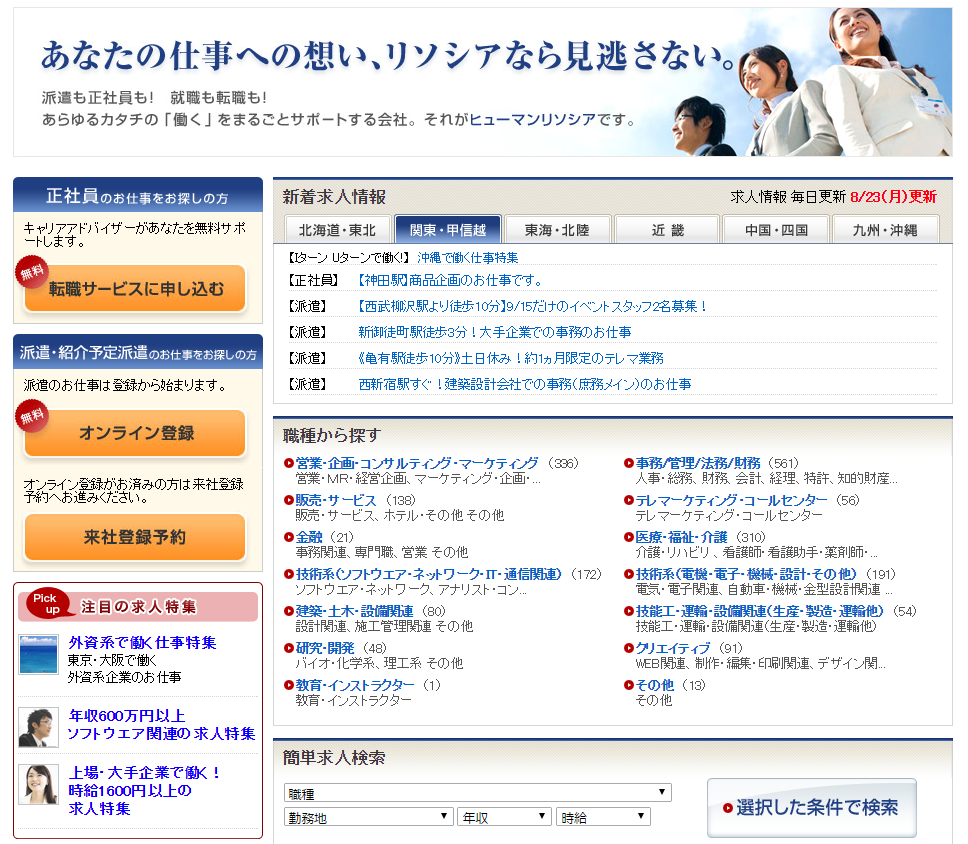 あなたの仕事への想い、リソシアなら見逃さない。
派遣も正社員も! 就職も転職も!
あらゆるカタチの「働く」をまるごとサポートする会社。それがヒューマンリソシアです。
正社員のお仕事をお探しの方
キャリアアドバイザーがあなたを無料サポ
ートします。
無料
転職サービスに申し込む
派遣・紹介予定派遣のお仕事をお探しの方
派遣のお仕事は登録から始まります。
無料
オンライン登録
オンライン登録がお済みの方は来社登録
予約へお進みください。
来社登録予約
Pick up 注目の求人特集
外資系で働く仕事特集
東京・大阪で働く
外資系企業のお仕事
年収600万円以上
ソフトウエア関連の求人特集
上場・大手企業で働く!
時給1600円以上の
求人特集
新着求人情報 求人情報 毎日更新 8/23(月)更新
北海道・東北 関東・甲信越 東海・北陸 近畿 中国・四国 九州・沖縄
【Iターン Uターンで働く!】 沖縄で働く仕事特集
【正社員】 【神田駅】商品企画のお仕事です。
【派遣】 【西武柳沢駅より徒歩10分】9/15だけのイベントスタッフ2名募集!
【派遣】 新御徒町駅徒歩3分!大手企業での事務のお仕事
【派遣】 《亀有駅徒歩10分》土日休み!約1ヵ月限定のテレマ業務
【派遣】 西新宿駅すぐ!建築設計会社での事務(庶務メイン)のお仕事
職種から探す
営業・企画・コンサルティング・マーケティング (336)
営業・MR・経営企画、マーケティング・企画・...
事務/管理/法務/財務 (561)
人事・総務、財務、会計、経理、特許、知的財産...
販売・サービス (138)
販売・サービス、ホテル・その他 その他
テレマーケティング・コールセンター (56)
テレマーケティング・コールセンター
金融 (21)
事務関連、専門職、営業 その他
医療・福祉・介護 (310)
介護・リハビリ、看護師・看護助手・薬剤師・...
技術系(ソフトウエア・ネットワーク・IT・通信関連) (172)
ソフトウエア・ネットワーク、アナリスト・コン...
技術系(電機・電子・機械・設計・その他) (191)
電気・電子関連、自動車・機械・金型設計関連 ...
建築・土木・設備関連 (80)
設計関連、施工管理関連 その他
技能工・運輸・設備関連(生産・製造・運輸他) (54)
技能工・運輸・設備関連(生産・製造・運輸他)
研究・開発 (48)
バイオ・化学系、理工系 その他
クリエイティブ (91)
WEB関連、制作・編集・印刷関連、デザイン関...
教育・インストラクター (1)
教育・インストラクター
その他 (13)
その他
簡単求人検索
職種
勤務地 年収 時給
選択した条件で検索